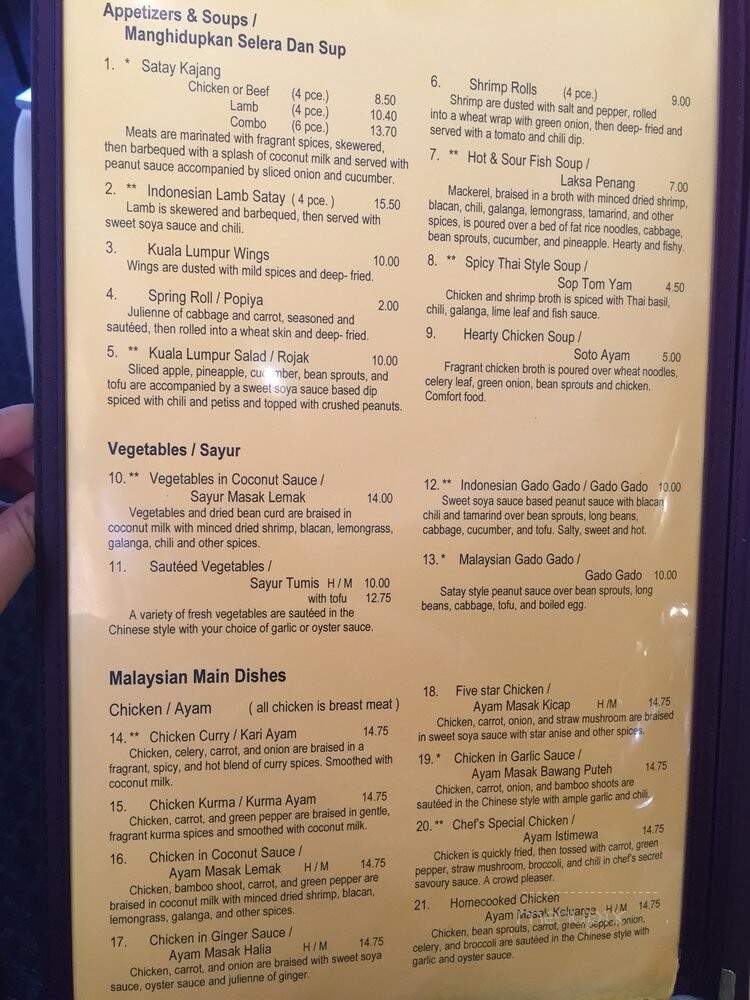 Appetizers & Soups /
Manghidupkan Selera Dan Sup
1. * Satay Kajang
Chicken or Beef (4 pce.) 8.50
Lamb (4 pce.) 10.40
Combo (6 pce.) 13.70
Meats are marinated with fragrant spices, skewered,
then barbequed with a splash of coconut milk and served with
peanut sauce accompanied by sliced onion and cucumber.
2. ** Indonesian Lamb Satay ( 4 pce. ) 15.50
Lamb is skewered and barbequed, then served with
sweet soya sauce and chili.
3. Kuala Lumpur Wings 10.00
Wings are dusted with mild spices and deep- fried.
4. Spring Roll / Popiya 2.00
Julienne of cabbage and carrot, seasoned and
sautéed, then rolled into a wheat skin and deep- fried.
5. ** Kuala Lumpur Salad / Rojak 10.00
Sliced apple, pineapple, cucumber, bean sprouts, and
tofu are accompanied by a sweet soya sauce based dip
spiced with chili and petiss and topped with crushed peanuts.
6. Shrimp Rolls (4 pce.) 9.00
Shrimp are dusted with salt and pepper, rolled
into a wheat wrap with green onion, then deep- fried and
served with a tomato and chili dip.
7. ** Hot & Sour Fish Soup /
Laksa Penang 7.00
Mackerel, braised in a broth with minced dried shrimp,
blacan, chili, galanga, lemongrass, tamarind, and other
spices, is poured over a bed of fat rice noodles, cabbage,
bean sprouts, cucumber, and pineapple. Hearty and fishy.
8. ** Spicy Thai Style Soup /
Sop Tom Yam 4.50
Chicken and shrimp broth is spiced with Thai basil,
chili, galanga, lime leaf and fish sauce.
9. Hearty Chicken Soup /
Soto Ayam 5.00
Fragrant chicken broth is poured over wheat noodles,
celery leaf, green onion, bean sprouts and chicken.
Comfort food.
Vegetables / Sayur
10. ** Vegetables in Coconut Sauce /
Sayur Masak Lemak 14.00
Vegetables and dried bean curd are braised in
coconut milk with minced dried shrimp, blacan, lemongrass,
galanga, chili and other spices.
11. Sautéed Vegetables /
Sayur Tumis H / M 10.00
with tofu 12.75
A variety of fresh vegetables are sautéed in the
Chinese style with your choice of garlic or oyster sauce.
12. ** Indonesian Gado Gado / Gado Gado 10.00
Sweet soya sauce based peanut sauce with blacan
chili and tamarind over bean sprouts, long beans,
cabbage, cucumber, and tofu. Salty, sweet and hot.
13. * Malaysian Gado Gado /
Gado Gado 10.00
Satay style peanut sauce over bean sprouts, long
beans, cabbage, tofu, and boiled egg.
Malaysian Main Dishes
Chicken / Ayam ( all chicken is breast meat )
14. ** Chicken Curry / Kari Ayam 14.75
Chicken, celery, carrot, and onion are braised in a
fragrant, spicy, and hot blend of curry spices. Smoothed with
coconut milk.
15. Chicken Kurma / Kurma Ayam 14.75
Chicken, carrot, and green pepper are braised in gentle,
fragrant kurma spices and smoothed with coconut milk.
16. Chicken in Coconut Sauce /
Ayam Masak Lemak H / M 14.75
Chicken, bamboo shoot, carrot, and green pepper are
braised in coconut milk with minced dried shrimp, blacan,
lemongrass, galanga, and other spices.
17. Chicken in Ginger Sauce /
Ayam Masak Halia H / M 14.75
Chicken, carrot, and onion are braised with sweet soya
sauce, oyster sauce and julienne of ginger.
18. Five star Chicken /
Ayam Masak Kicap H /M 14.75
Chicken, carrot, onion, and straw mushroom are braised
in sweet soya sauce with star anise and other spices.
19. * Chicken in Garlic Sauce /
Ayam Masak Bawang Puteh 14.75
Chicken, carrot, onion, and bamboo shoots are
sautéed in the Chinese style with ample garlic and chili.
20. ** Chef's Special Chicken /
Ayam Istimewa 14.75
Chicken is quickly fried, then tossed with carrot, green
pepper, straw mushroom, broccoli, and chili in chef's secret
savoury sauce. A crowd pleaser.
21. Homecooked Chicken
Ayam Masak Keluarga H / M 14.75
Chicken, bean sprouts, carrot, green pepper, onion,
celery, and broccoli are sautéed in the Chinese style with
garlic and oyster sauce.